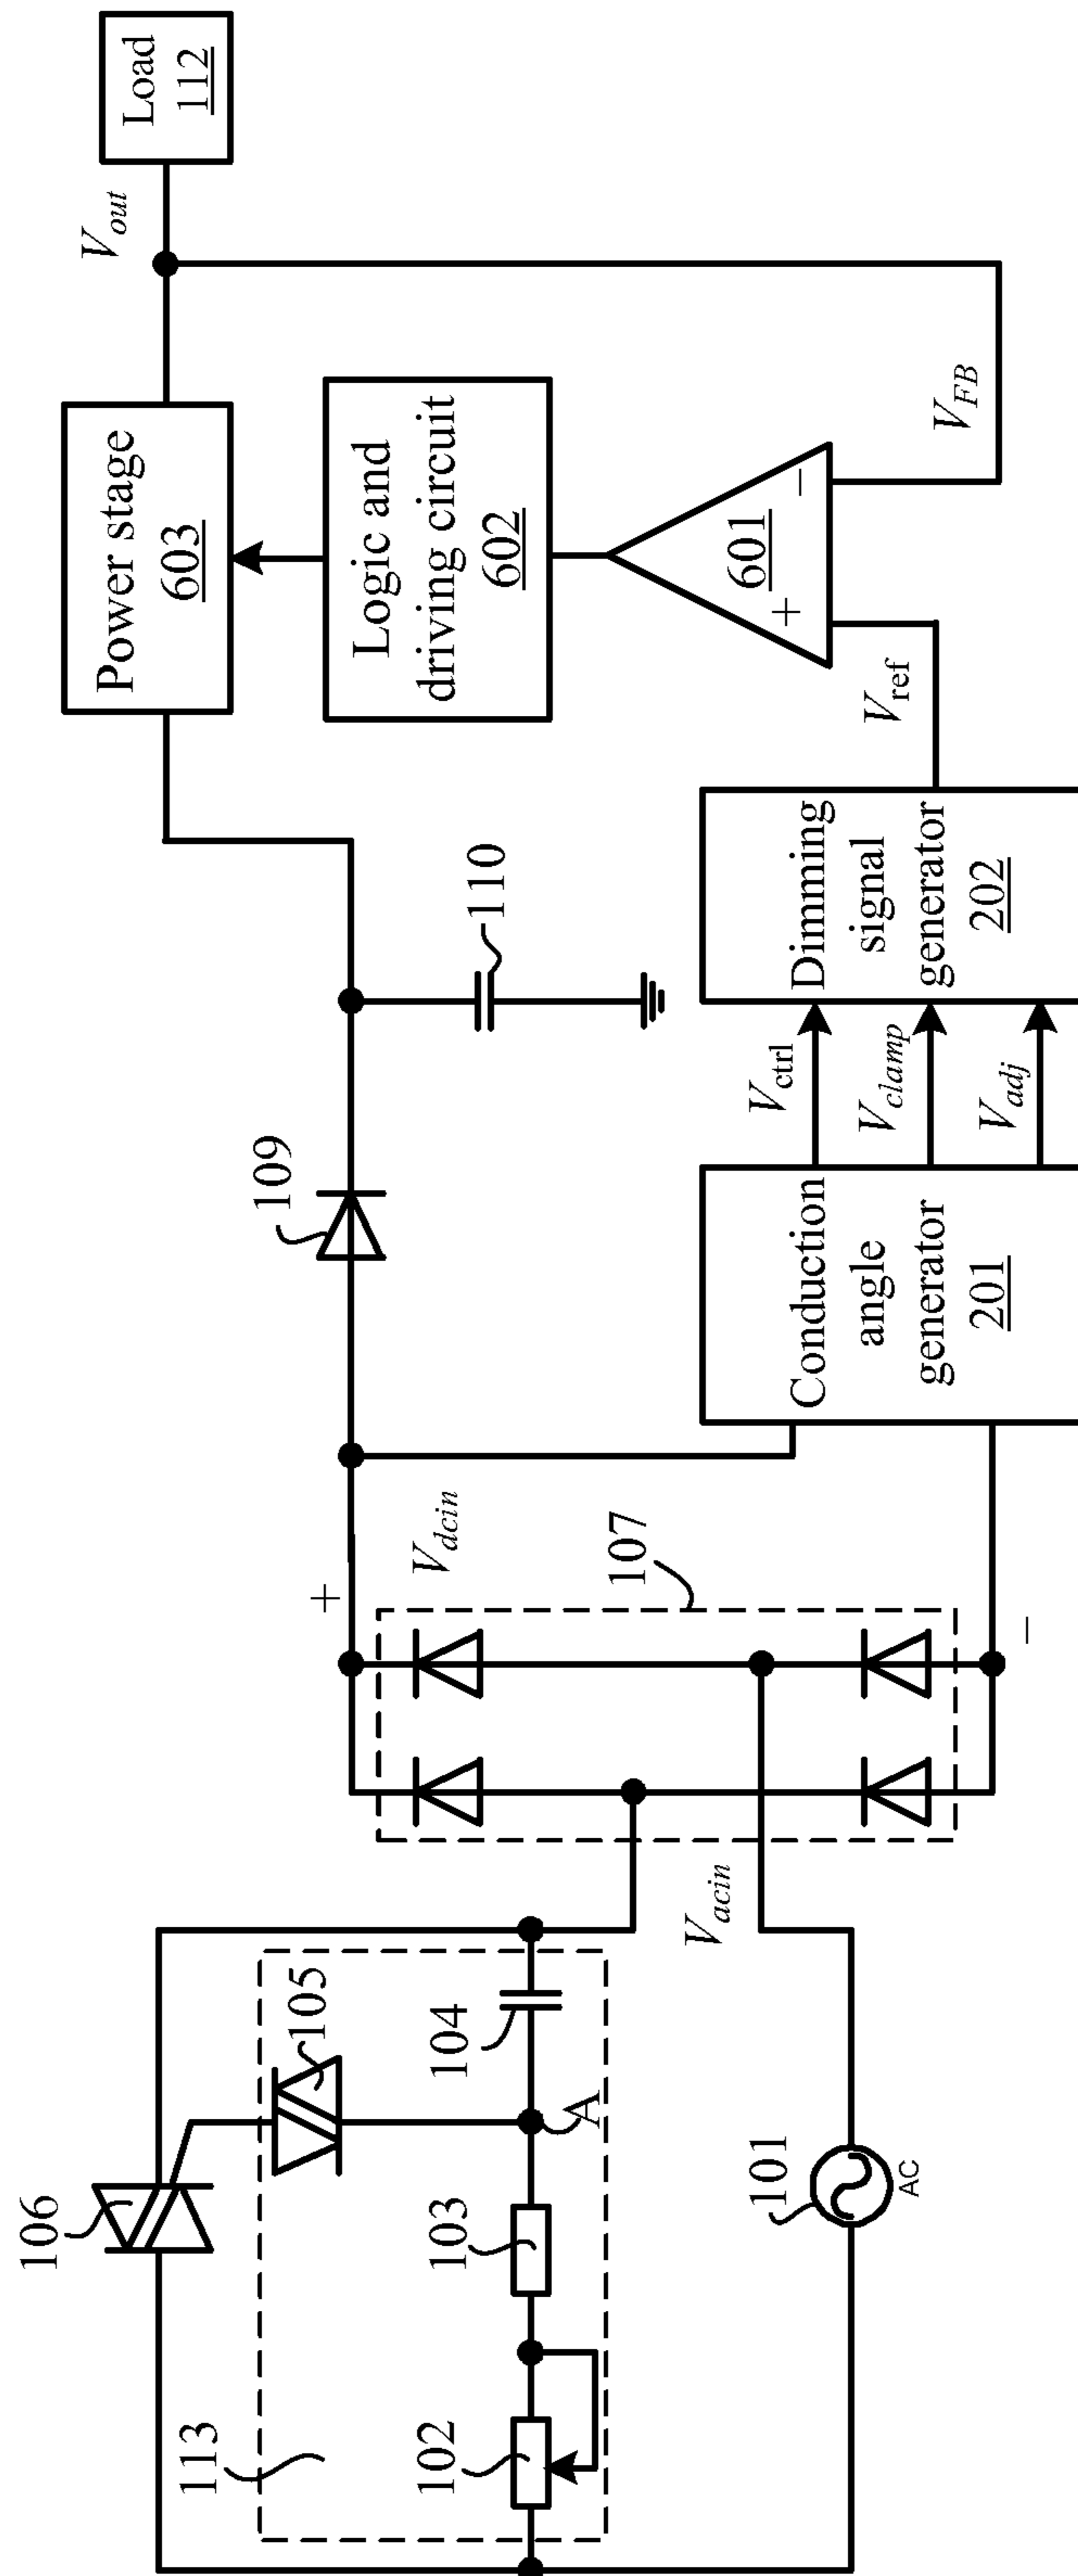 106
113
102
103
A
104
105
101
AC
V_acin
107
+
V_dcin
−
109
110
Conduction
angle
generator
201
V_ctrl
V_clamp
V_adj
Dimming
signal
generator
202
V_ref
+
−
601
V_FB
Logic and
driving circuit
602
Power stage
603
V_out
Load
112